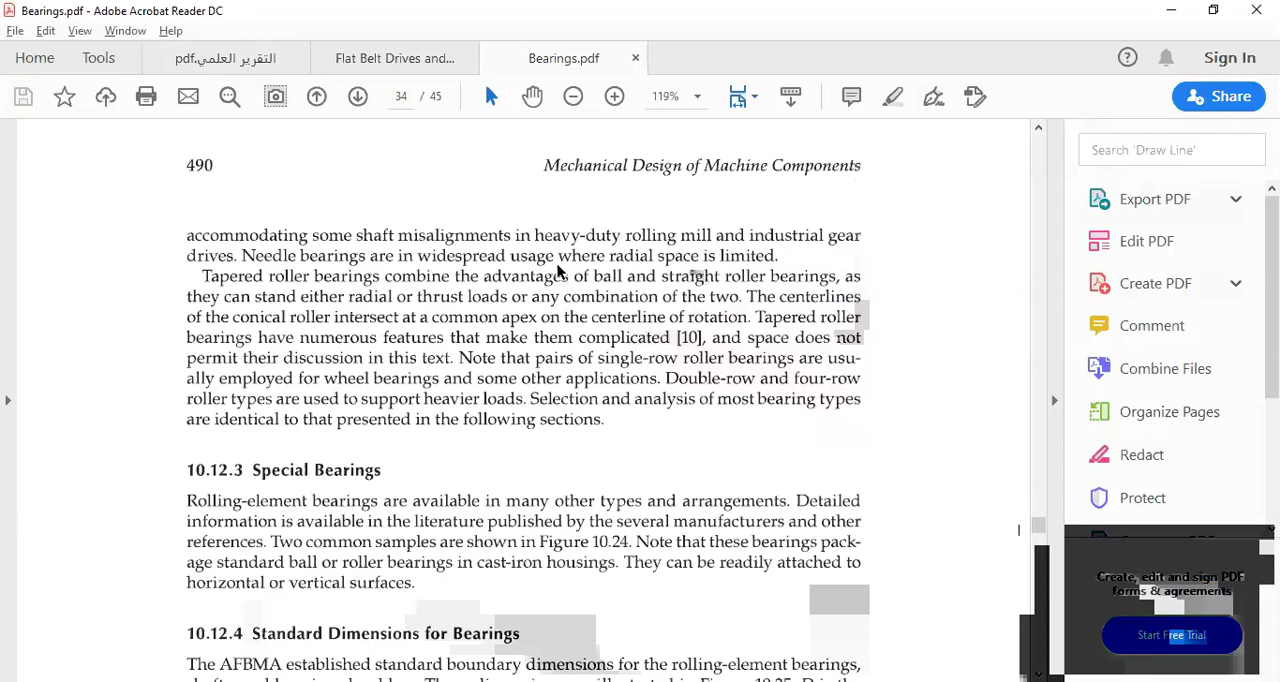 Bearings.pdf - Adobe Acrobat Reader DC
File Edit View Window Help
Home Tools التقرير العلمي.pdf Flat Belt Drives and... Bearings.pdf × Sign In
34 / 45 119% Share
Search 'Draw Line'
Export PDF
Edit PDF
Create PDF
Comment
Combine Files
Organize Pages
Redact
Protect
Create, edit and sign PDF
forms & agreements
Start Free Trial
490 Mechanical Design of Machine Components
accommodating some shaft misalignments in heavy-duty rolling mill and industrial gear
drives. Needle bearings are in widespread usage where radial space is limited.
Tapered roller bearings combine the advantages of ball and straight roller bearings, as
they can stand either radial or thrust loads or any combination of the two. The centerlines
of the conical roller intersect at a common apex on the centerline of rotation. Tapered roller
bearings have numerous features that make them complicated [10], and space does not
permit their discussion in this text. Note that pairs of single-row roller bearings are usu-
ally employed for wheel bearings and some other applications. Double-row and four-row
roller types are used to support heavier loads. Selection and analysis of most bearing types
are identical to that presented in the following sections.
10.12.3 Special Bearings
Rolling-element bearings are available in many other types and arrangements. Detailed
information is available in the literature published by the several manufacturers and other
references. Two common samples are shown in Figure 10.24. Note that these bearings pack-
age standard ball or roller bearings in cast-iron housings. They can be readily attached to
horizontal or vertical surfaces.
10.12.4 Standard Dimensions for Bearings
The AFBMA established standard boundary dimensions for the rolling-element bearings,